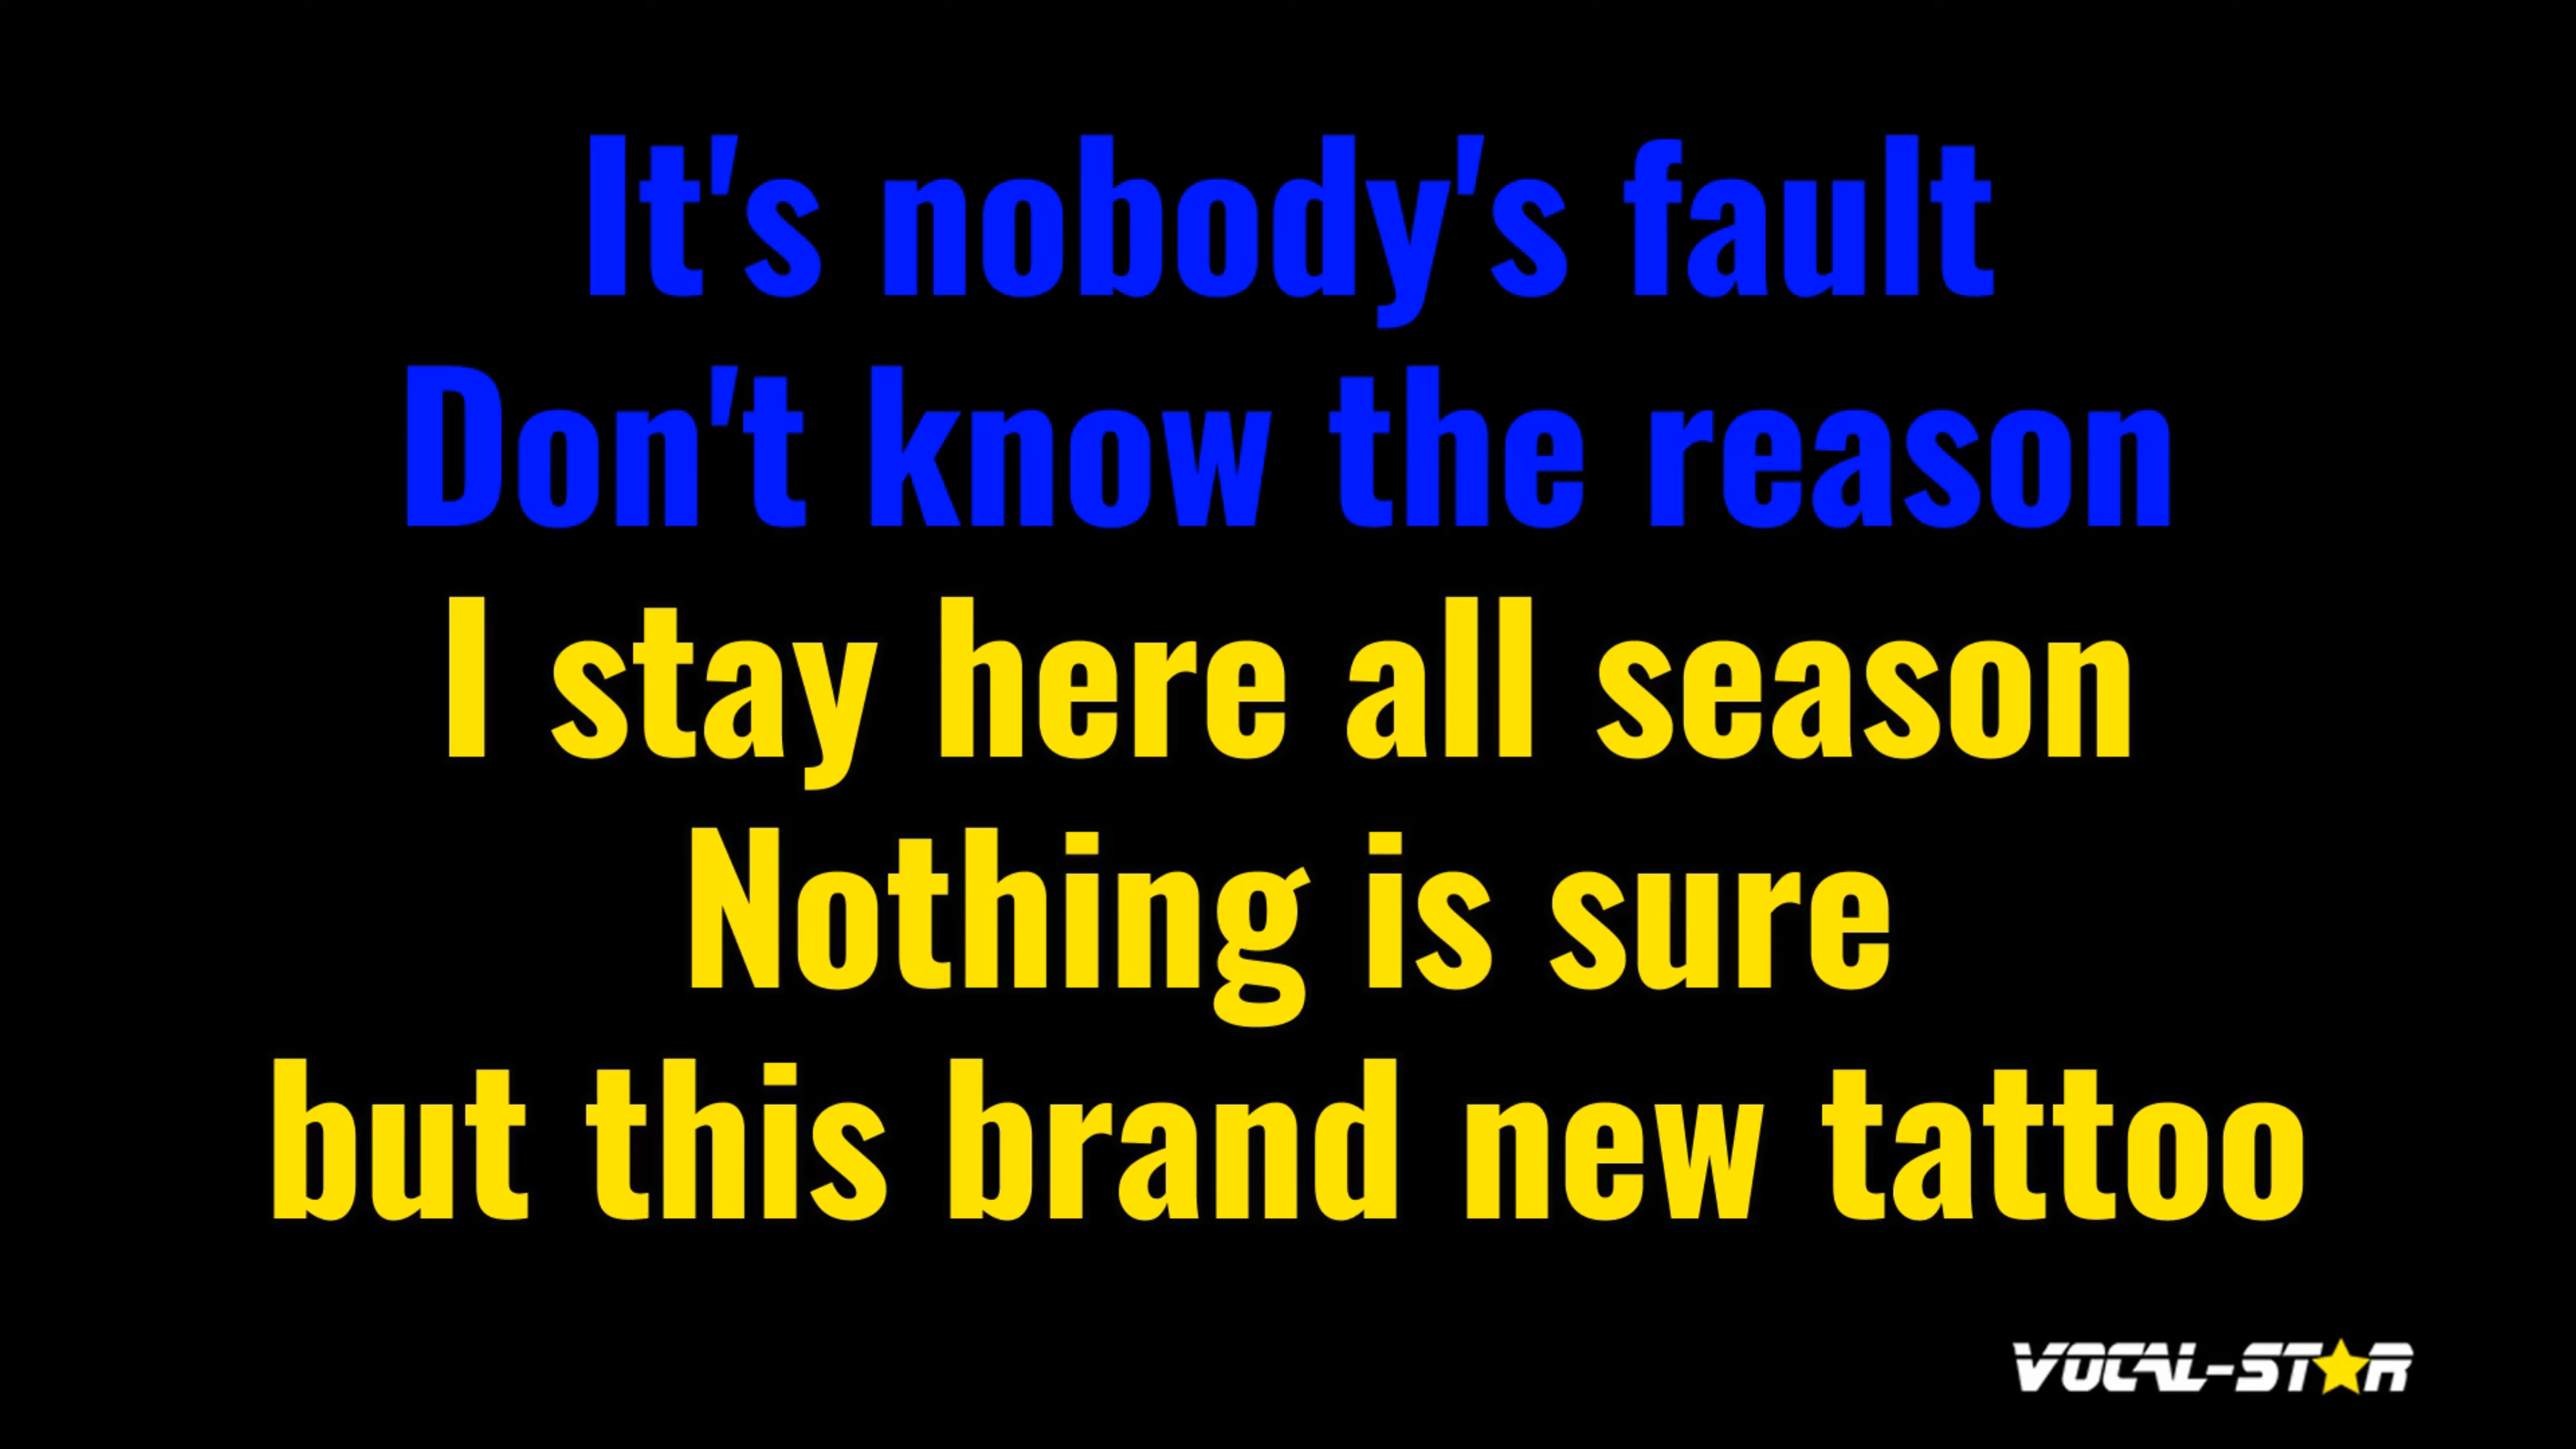 It's nobody's fault
Don't know the reason
I stay here all season
Nothing is sure
but this brand new tattoo
VOCAL-STAR